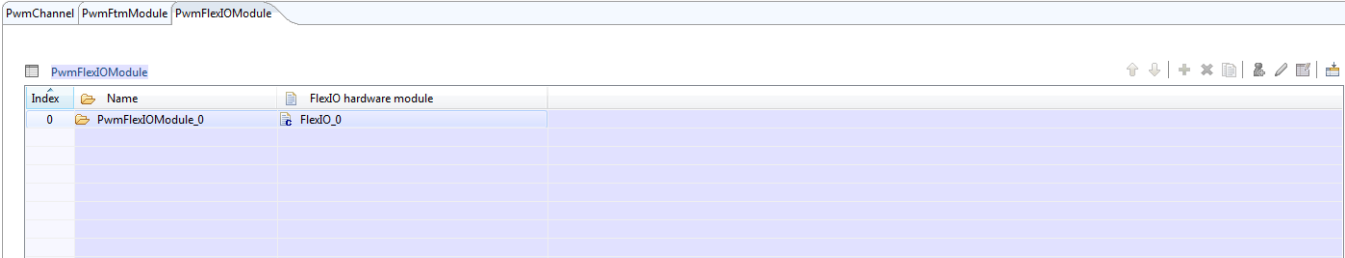 PwmChannel PwmFtmModule PwmFlexIOModule
PwmFlexIOModule
Index Name FlexIO hardware module
0 PwmFlexIOModule_0 FlexIO_0